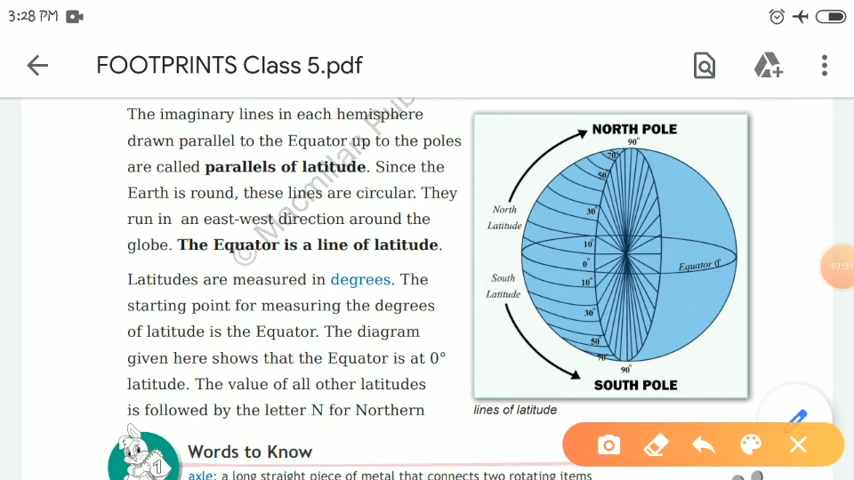 3:28 PM
FOOTPRINTS Class 5.pdf
The imaginary lines in each hemisphere
drawn parallel to the Equator up to the poles
are called parallels of latitude. Since the
Earth is round, these lines are circular. They
run in an east-west direction around the
globe. The Equator is a line of latitude.
Latitudes are measured in degrees. The
starting point for measuring the degrees
of latitude is the Equator. The diagram
given here shows that the Equator is at 0°
latitude. The value of all other latitudes
is followed by the letter N for Northern
© Macmillan Pub
NORTH POLE
90°
70°
50°
North
Latitude
30°
10°
0°
Equator 0°
South
Latitude
10°
30°
50
70°
90°
SOUTH POLE
lines of latitude
07:51
1
Words to Know
axle: a long straight piece of metal that connects two rotating items